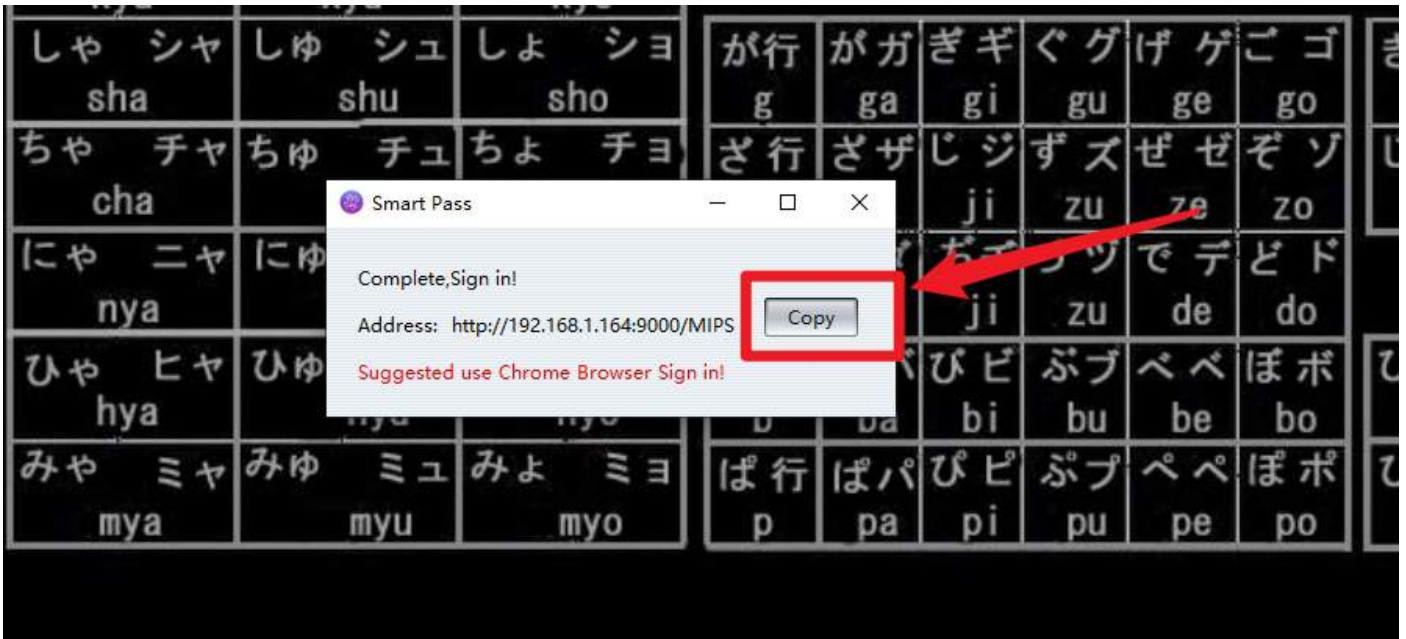 しゃ シャ しゅ シュ しょ ショ
sha shu sho
ちゃ チャ ちゅ チュ ちょ チョ
cha
にゃ ニャ にゅ
nya
ひゃ ヒャ ひゅ
hya
みゃ ミャ みゅ ミュ みょ ミョ
mya myu myo
が行 がガ ぎギ ぐグ げゲ ごゴ
g ga gi gu ge go
ざ行 ざザ じジ ずズ ぜゼ ぞゾ
ji zu ze zo
でデ どド
ji zu de do
びビ ぶブ べベ ぼボ
b ba bi bu be bo
ぱ行 ぱパ ぴピ ぷプ ぺペ ぽポ
p pa pi pu pe po
Smart Pass
Complete,Sign in!
Address: http://192.168.1.164:9000/MIPS
Copy
Suggested use Chrome Browser Sign in!